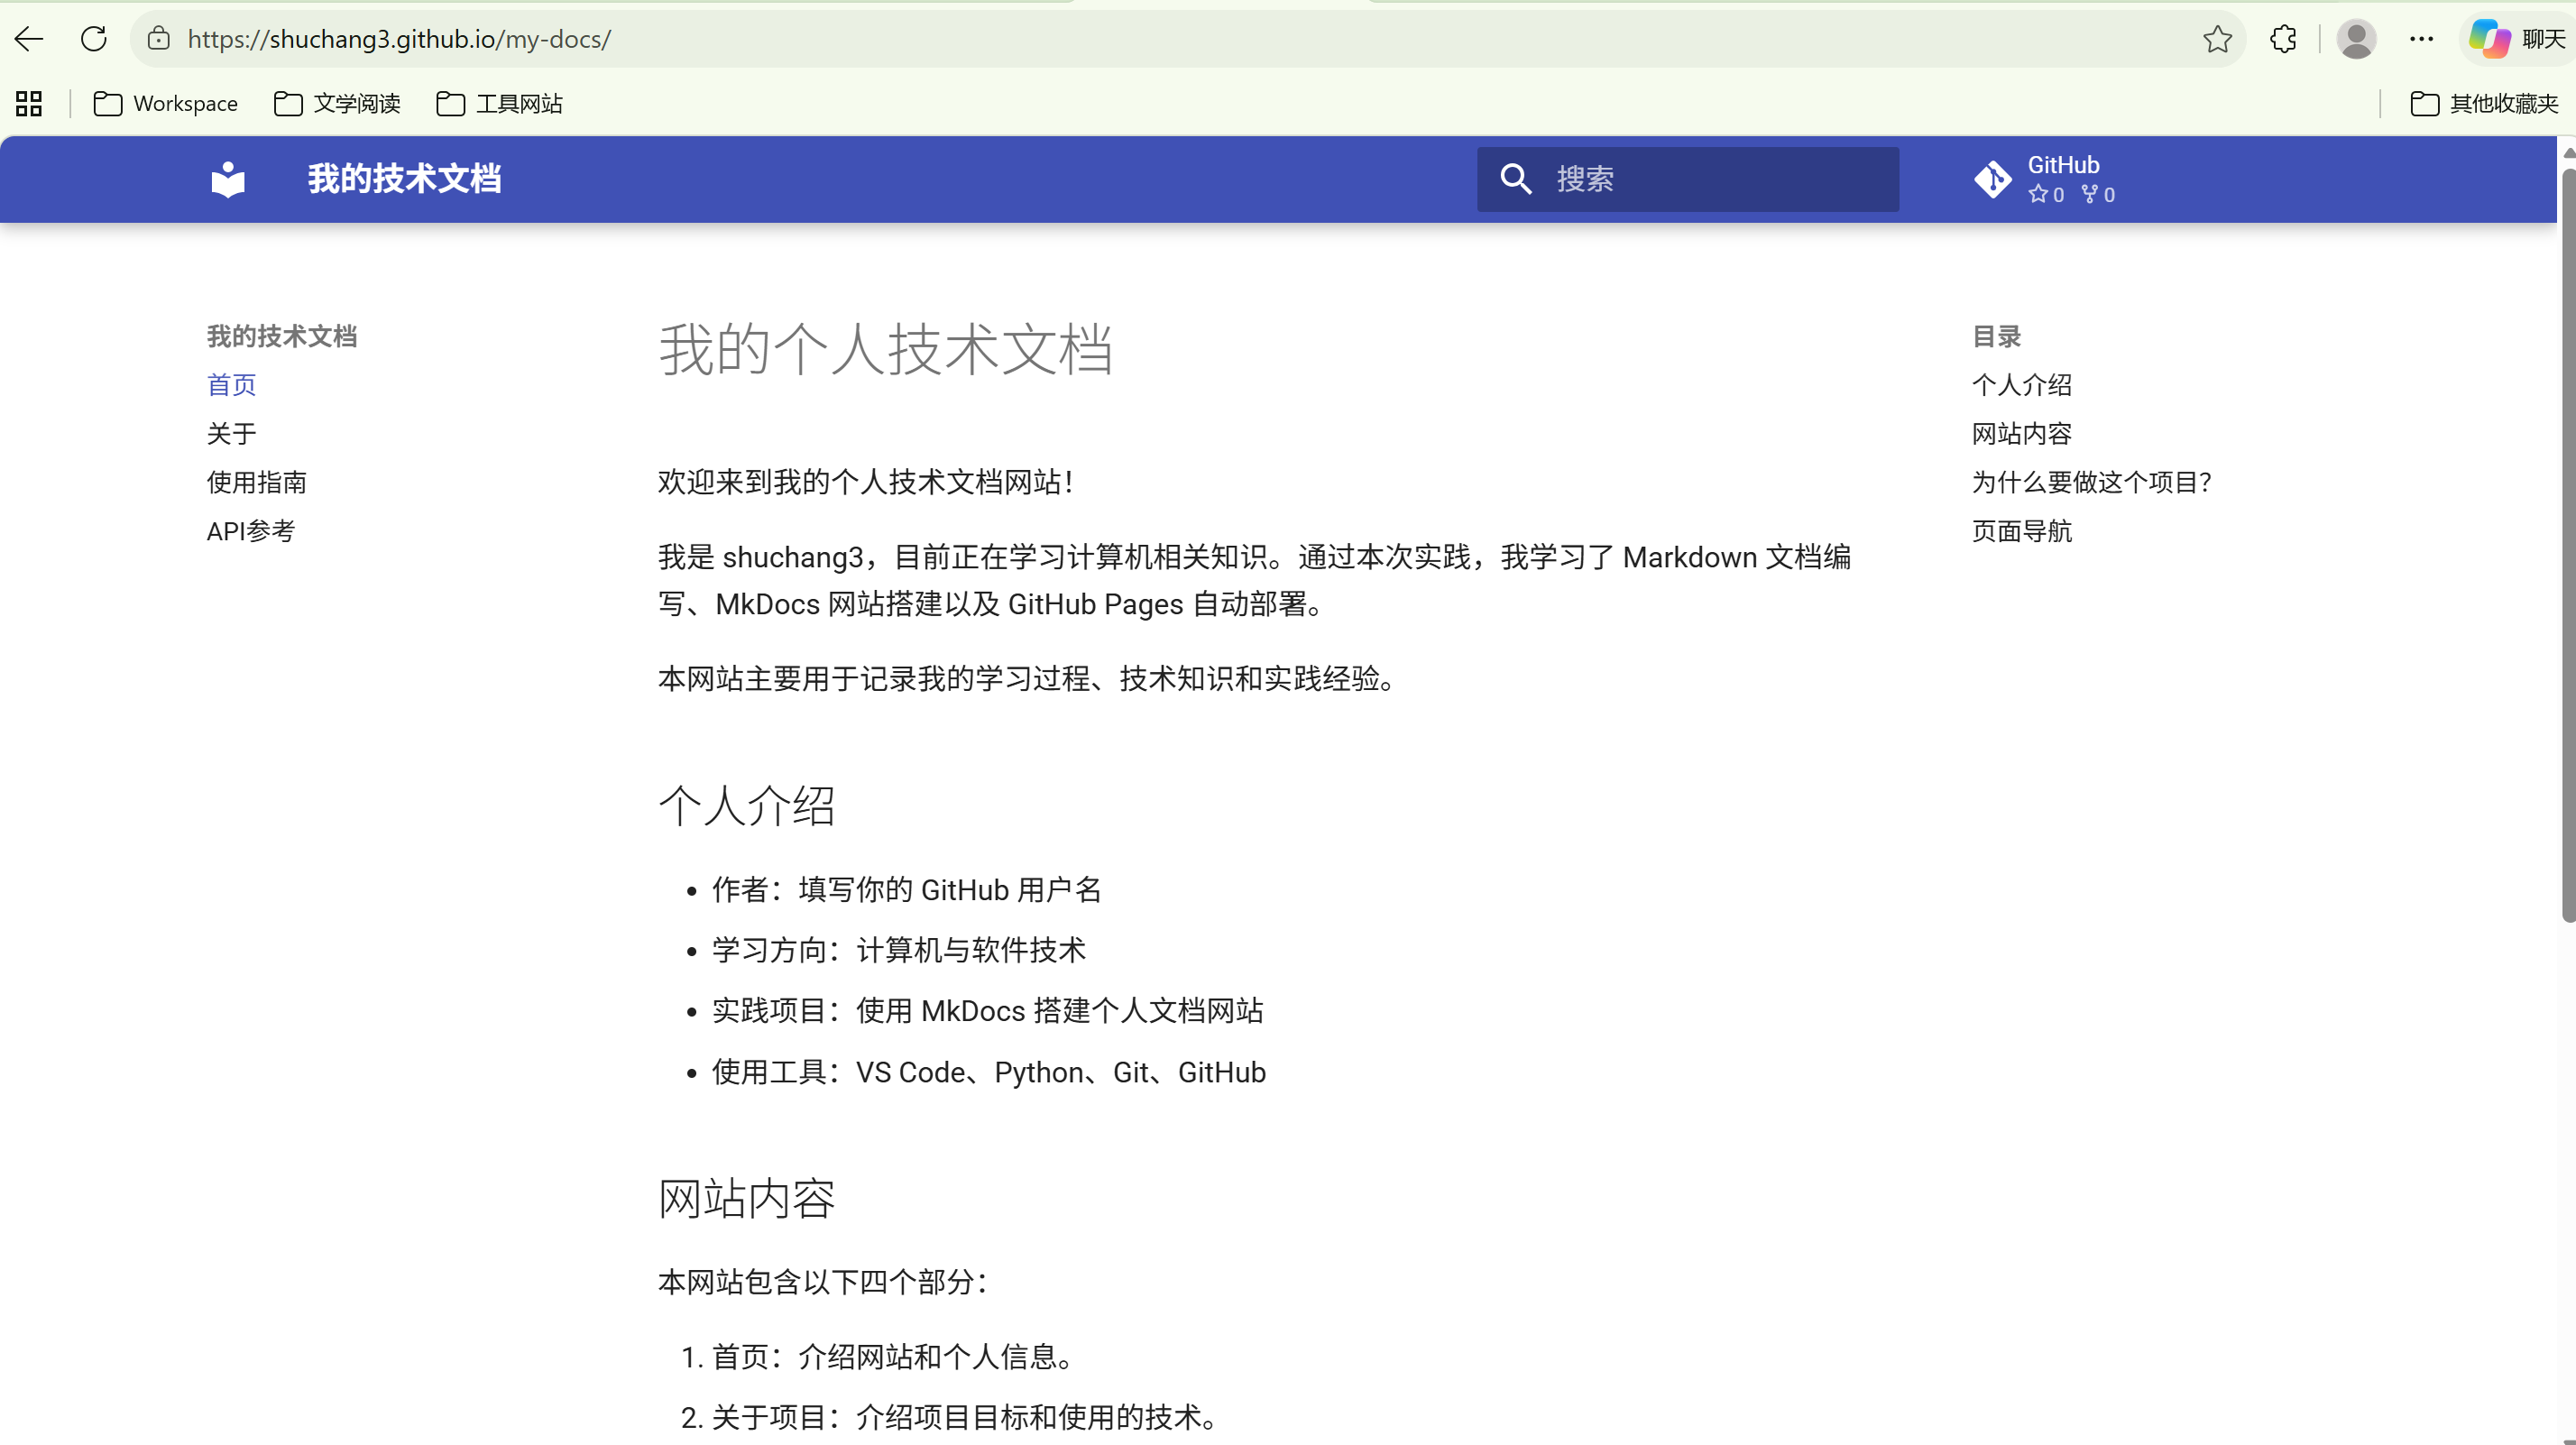 https://shuchang3.github.io/my-docs/
聊天
Workspace
文学阅读
工具网站
其他收藏夹
我的技术文档
搜索
GitHub
0 0
我的技术文档
首页
关于
使用指南
API参考
我的个人技术文档
欢迎来到我的个人技术文档网站！
我是 shuchang3，目前正在学习计算机相关知识。通过本次实践，我学习了 Markdown 文档编
写、MkDocs 网站搭建以及 GitHub Pages 自动部署。
本网站主要用于记录我的学习过程、技术知识和实践经验。
个人介绍
• 作者：填写你的 GitHub 用户名
• 学习方向：计算机与软件技术
• 实践项目：使用 MkDocs 搭建个人文档网站
• 使用工具：VS Code、Python、Git、GitHub
网站内容
本网站包含以下四个部分：
1. 首页：介绍网站和个人信息。
2. 关于项目：介绍项目目标和使用的技术。
目录
个人介绍
网站内容
为什么要做这个项目？
页面导航